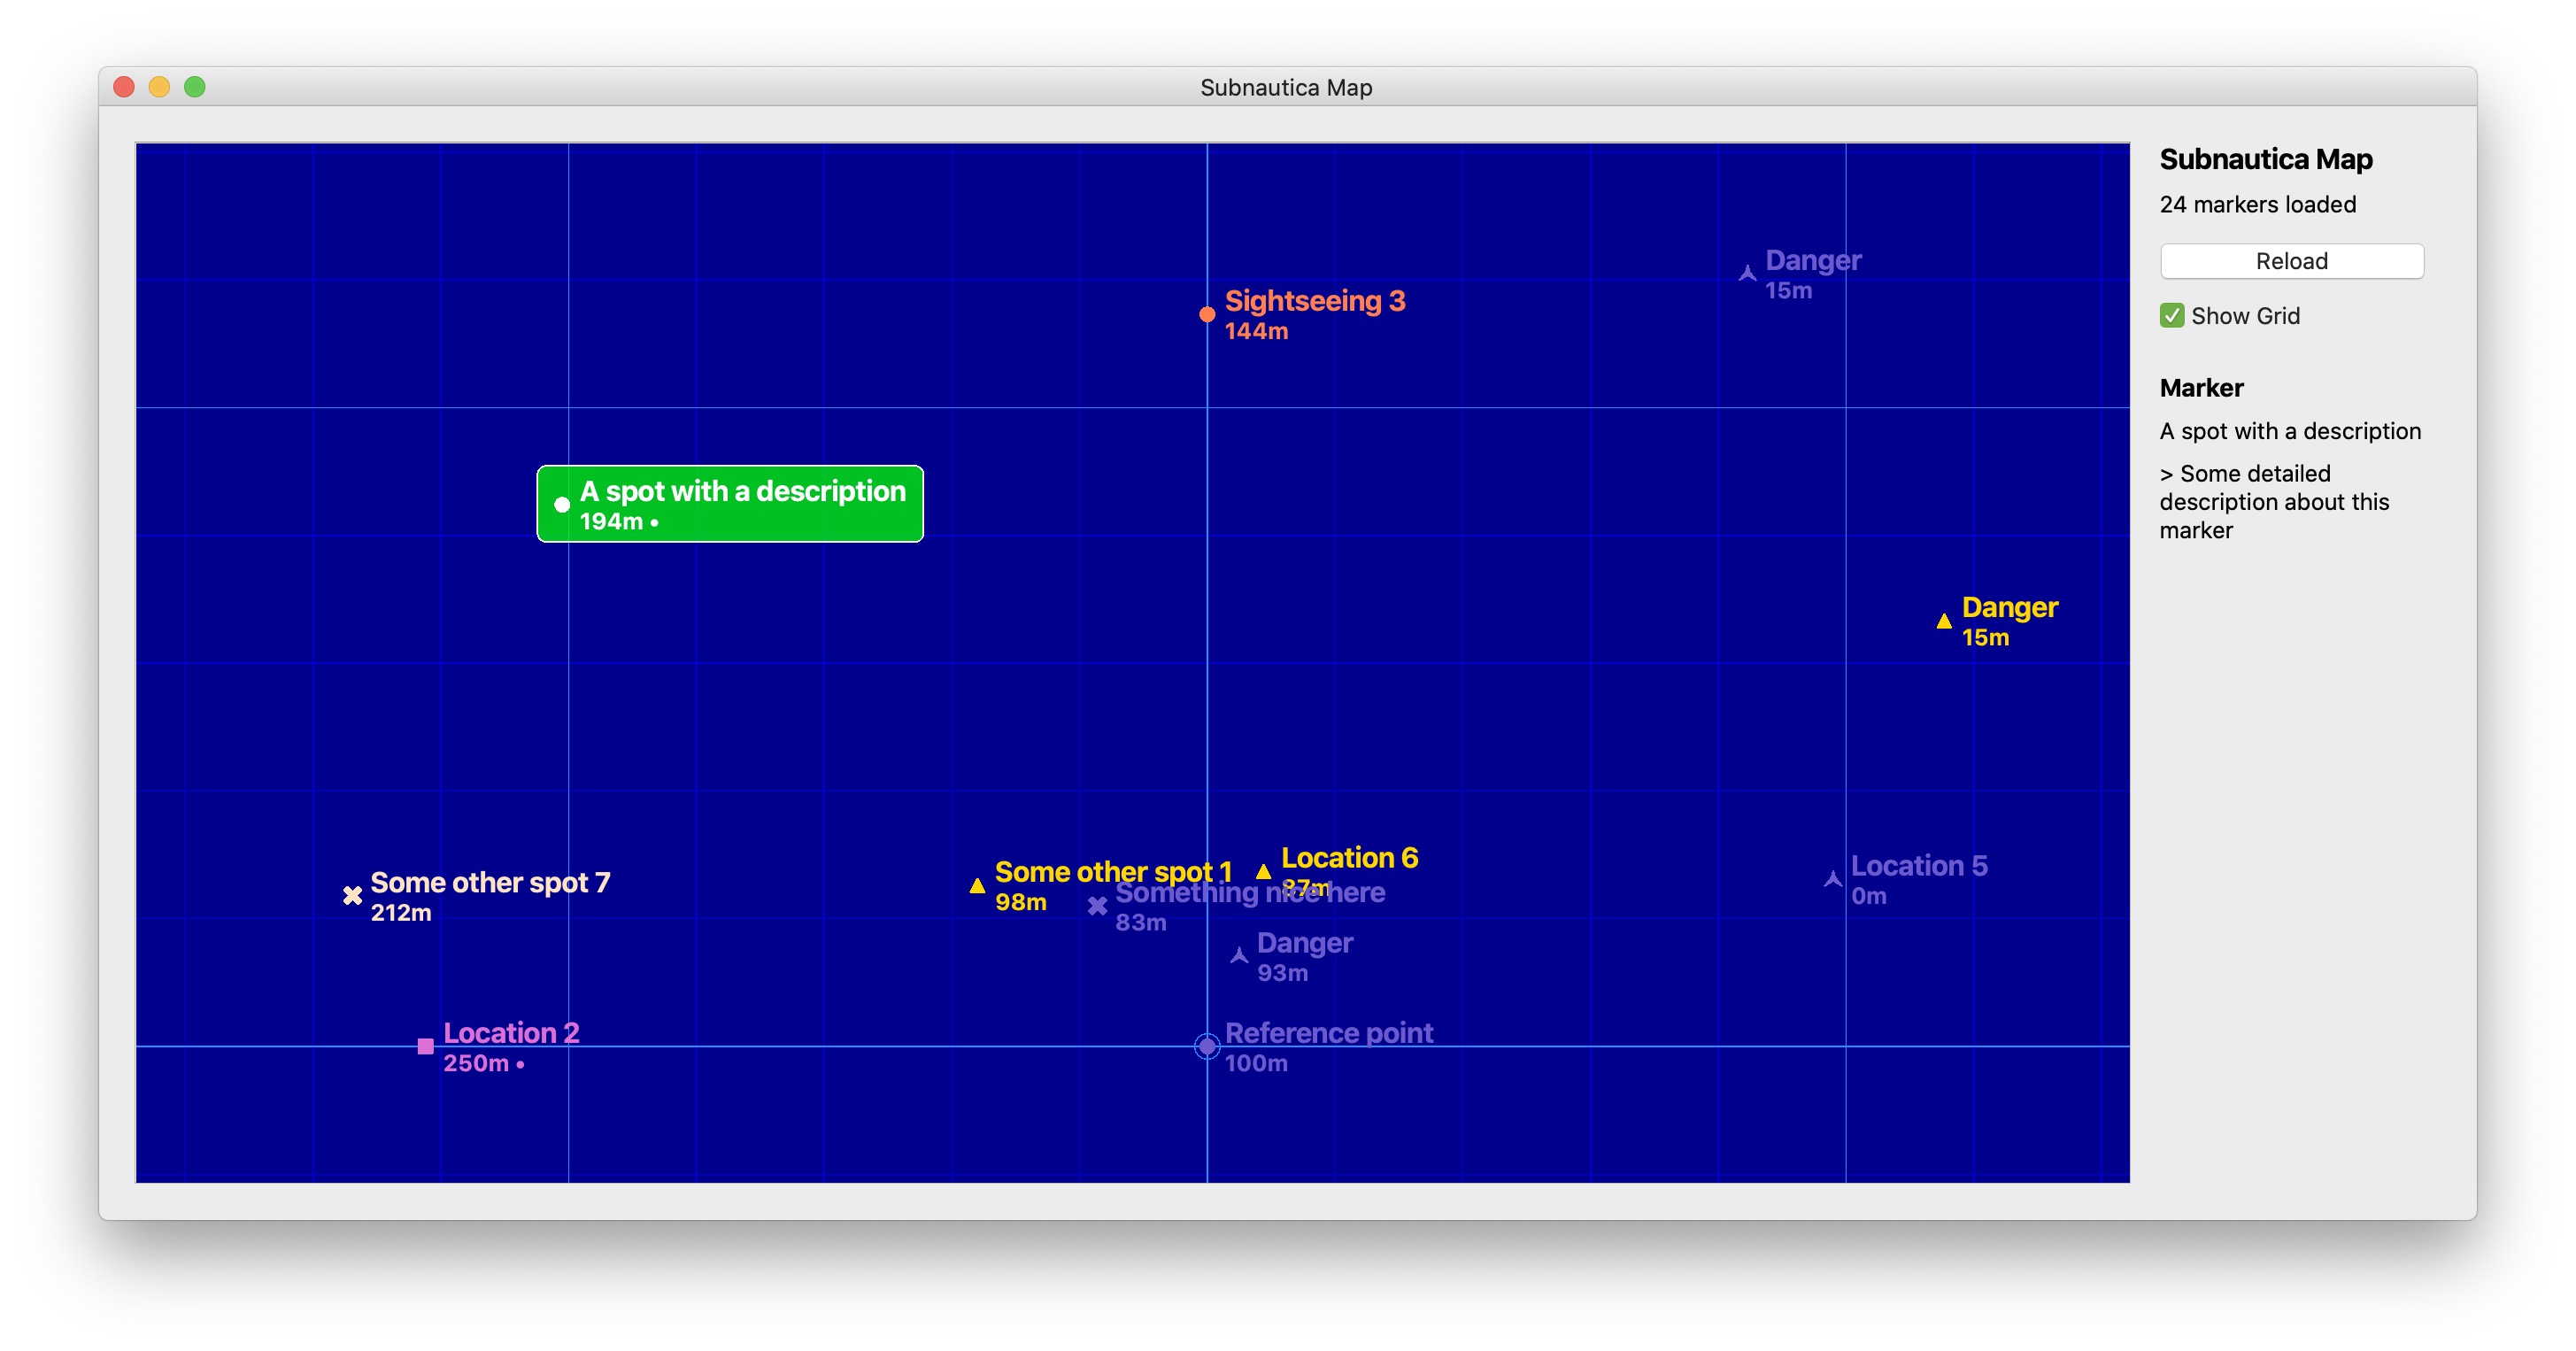 Subnautica Map
Subnautica Map
24 markers loaded
Reload
Show Grid
Marker
A spot with a description
> Some detailed
description about this
marker
Danger
15m
Sightseeing 3
144m
A spot with a description
194m •
Danger
15m
Some other spot 7
212m
Some other spot 1
98m
Location 6
87m
Something nice here
83m
Location 5
0m
Danger
93m
Location 2
250m •
Reference point
100m